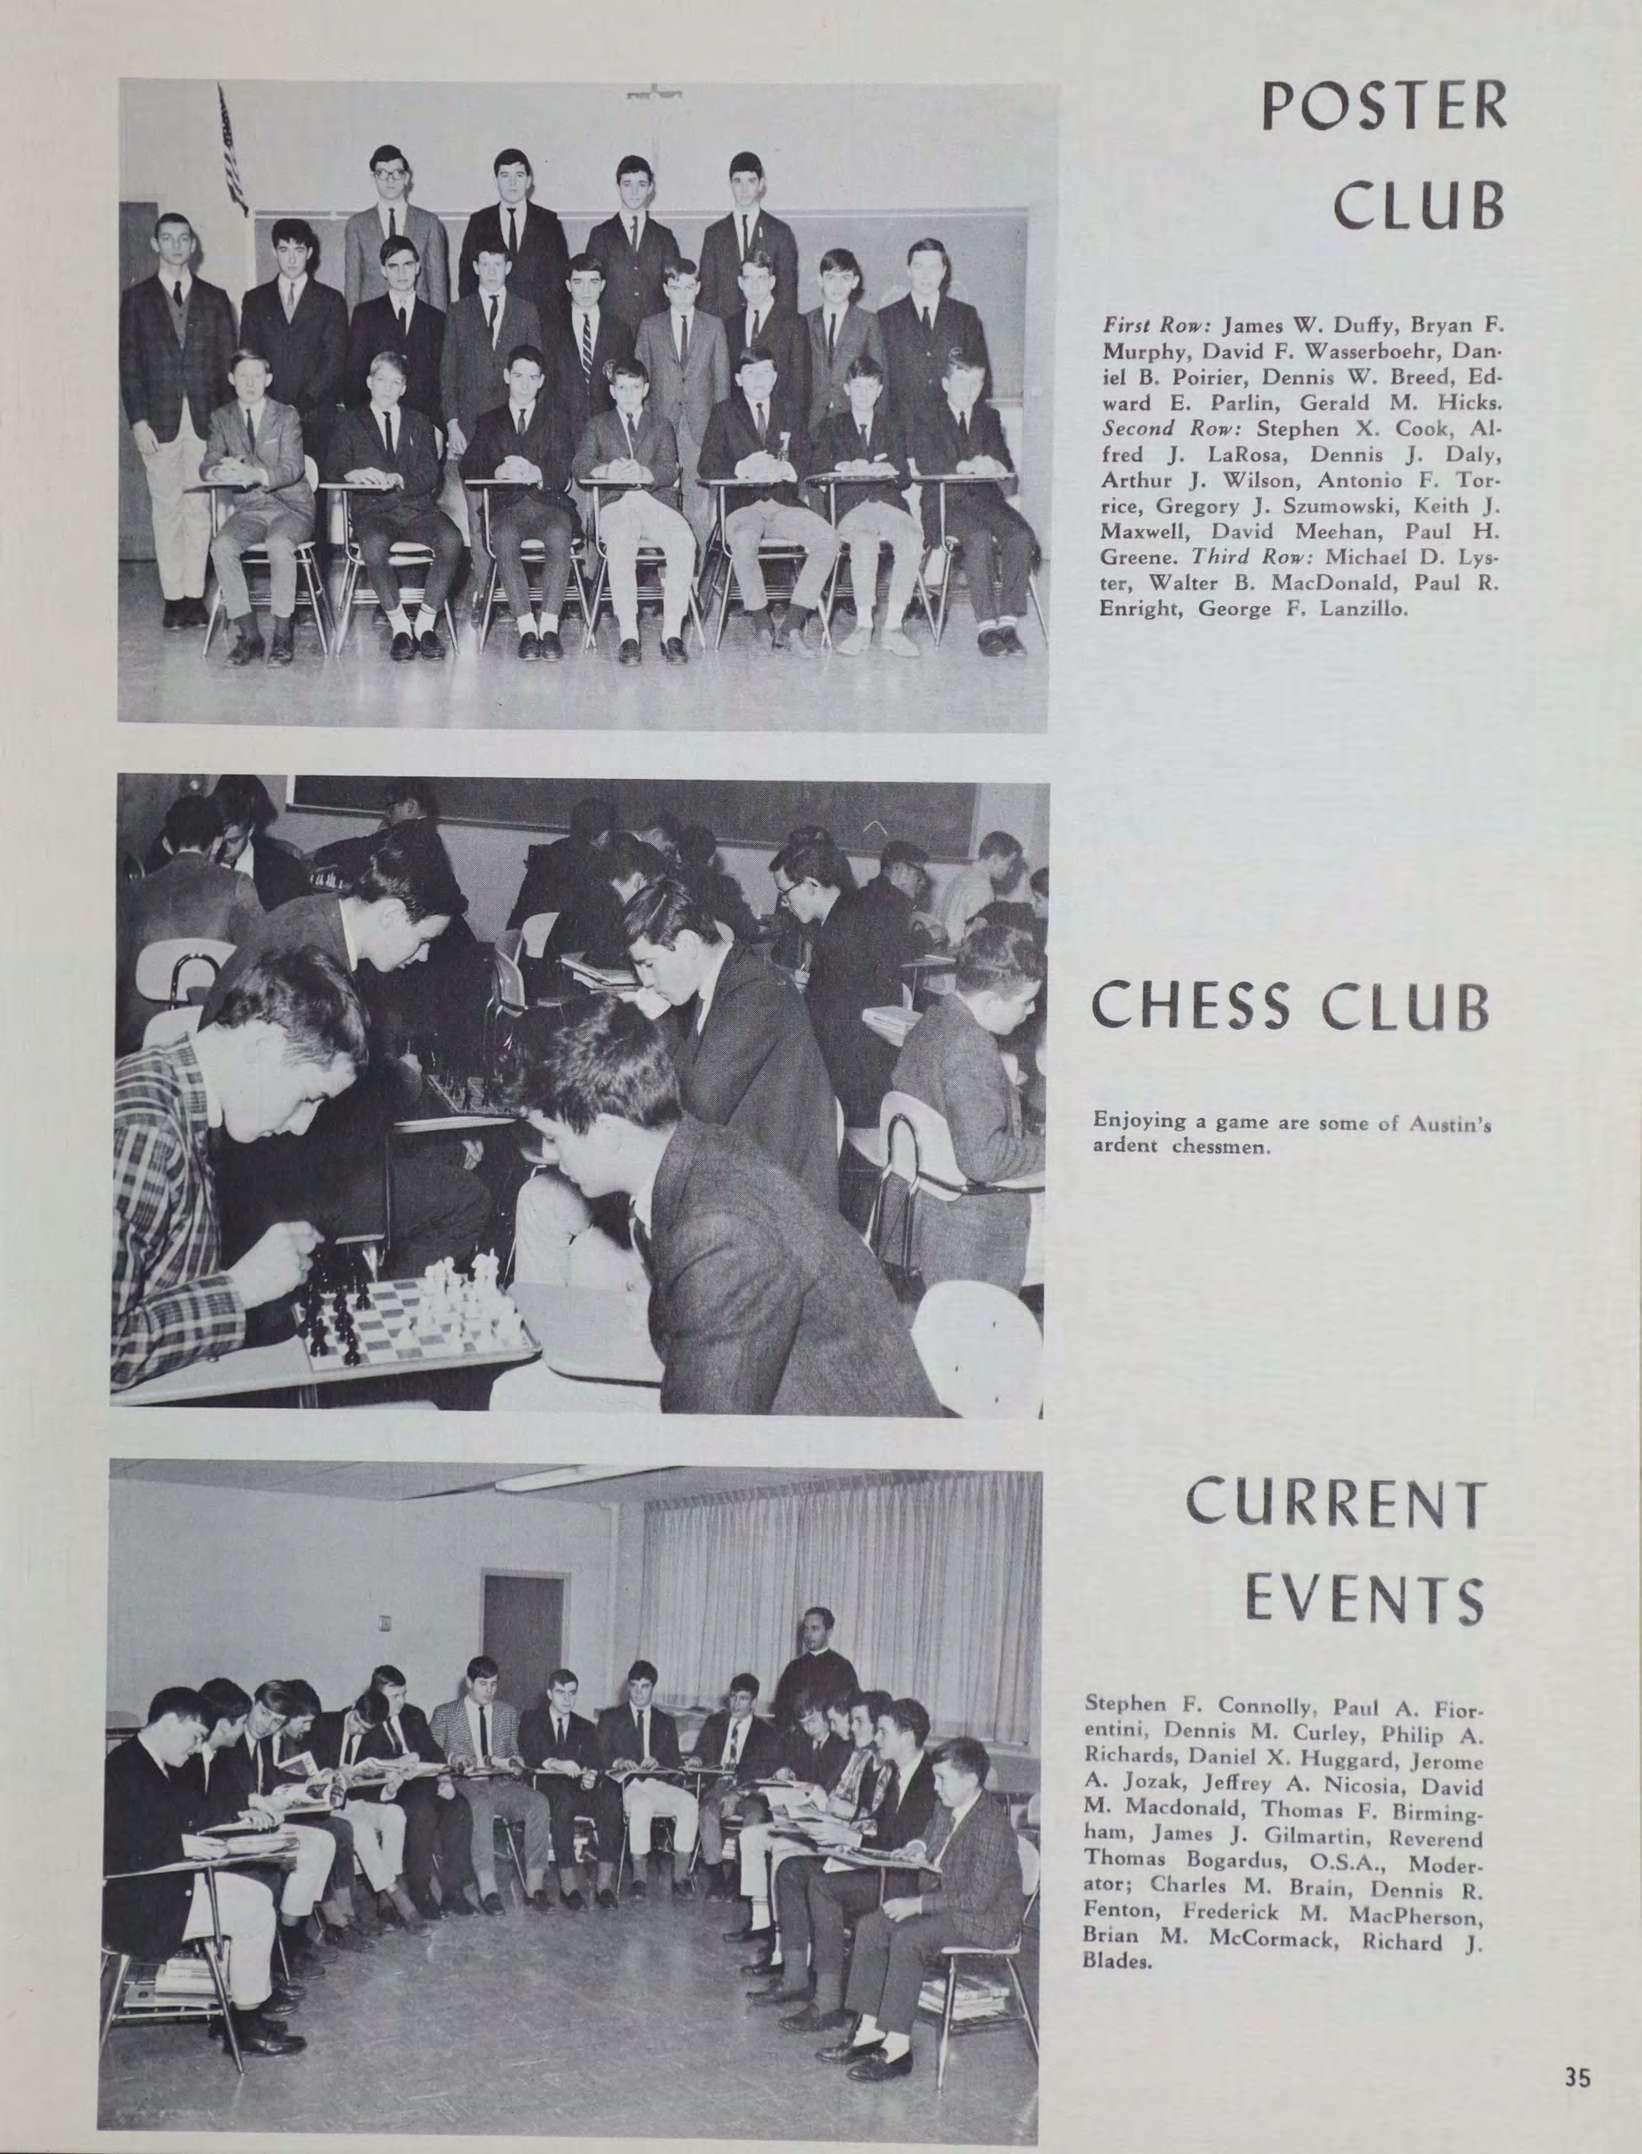 POSTER
CLUB
First Row: James W. Duffy, Bryan F.
Murphy, David F. Wasserboehr, Dan-
iel B. Poirier, Dennis W. Breed, Ed-
ward E. Parlin, Gerald M. Hicks.
Second Row: Stephen X. Cook, Al-
fred J. LaRosa, Dennis J. Daly,
Arthur J. Wilson, Antonio F. Tor-
rice, Gregory J. Szumowski, Keith J.
Maxwell, David Meehan, Paul H.
Greene. Third Row: Michael D. Lys-
ter, Walter B. MacDonald, Paul R.
Enright, George F. Lanzillo.
CHESS CLUB
Enjoying a game are some of Austin's
ardent chessmen.
CURRENT
EVENTS
Stephen F. Connolly, Paul A. Fior-
entini, Dennis M. Curley, Philip A.
Richards, Daniel X. Huggard, Jerome
A. Jozak, Jeffrey A. Nicosia, David
M. Macdonald, Thomas F. Birming-
ham, James J. Gilmartin, Reverend
Thomas Bogardus, O.S.A., Moder-
ator; Charles M. Brain, Dennis R.
Fenton, Frederick M. MacPherson,
Brian M. McCormack, Richard J.
Blades.
35